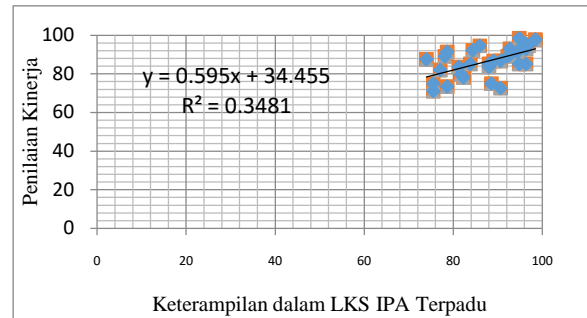 Penilaian Kinerja
100
80
60
40
20
0
y = 0.595x + 34.455
R² = 0.3481
0 20 40 60 80 100
Keterampilan dalam LKS IPA Terpadu